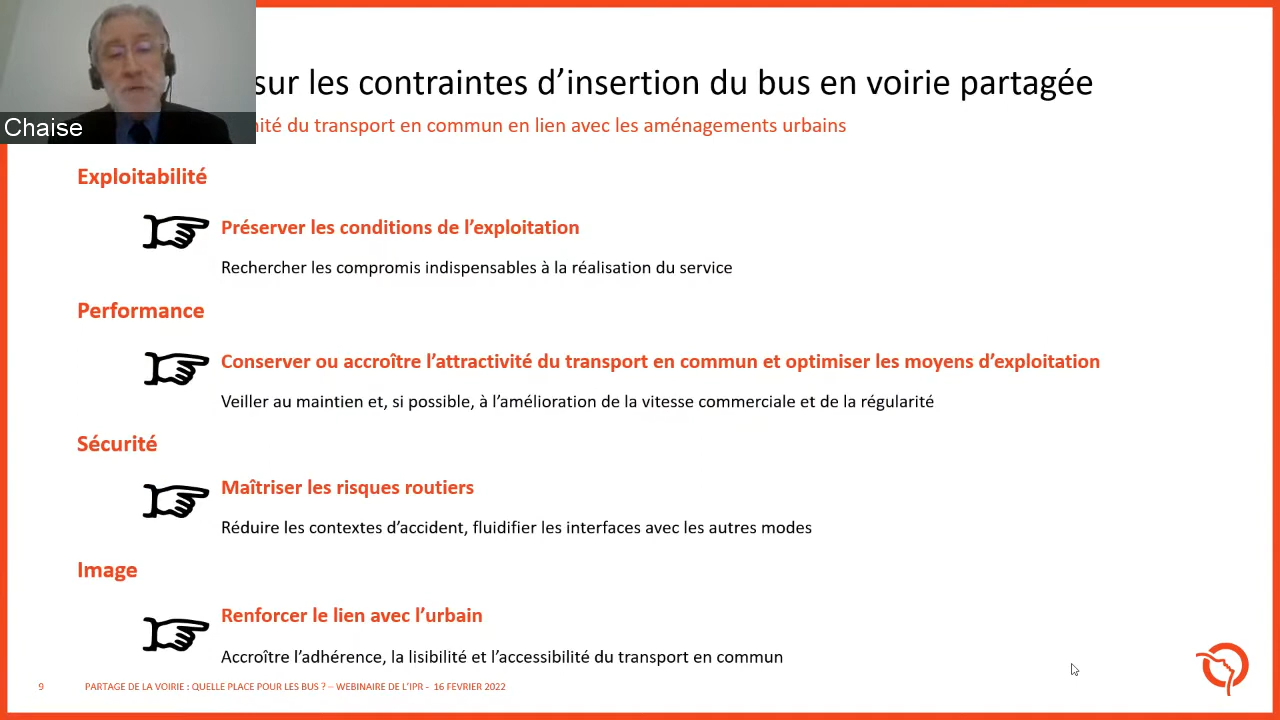 sur les contraintes d’insertion du bus en voirie partagée
du transport en commun en lien avec les aménagements urbains
Chaise
Exploitabilité
Préserver les conditions de l’exploitation
Rechercher les compromis indispensables à la réalisation du service
Performance
Conserver ou accroître l’attractivité du transport en commun et optimiser les moyens d’exploitation
Veiller au maintien et, si possible, à l’amélioration de la vitesse commerciale et de la régularité
Sécurité
Maîtriser les risques routiers
Réduire les contextes d’accident, fluidifier les interfaces avec les autres modes
Image
Renforcer le lien avec l’urbain
Accroître l’adhérence, la lisibilité et l’accessibilité du transport en commun
9 PARTAGE DE LA VOIRIE : QUELLE PLACE POUR LES BUS ? – WEBINAIRE DE L’IPR - 16 FEVRIER 2022